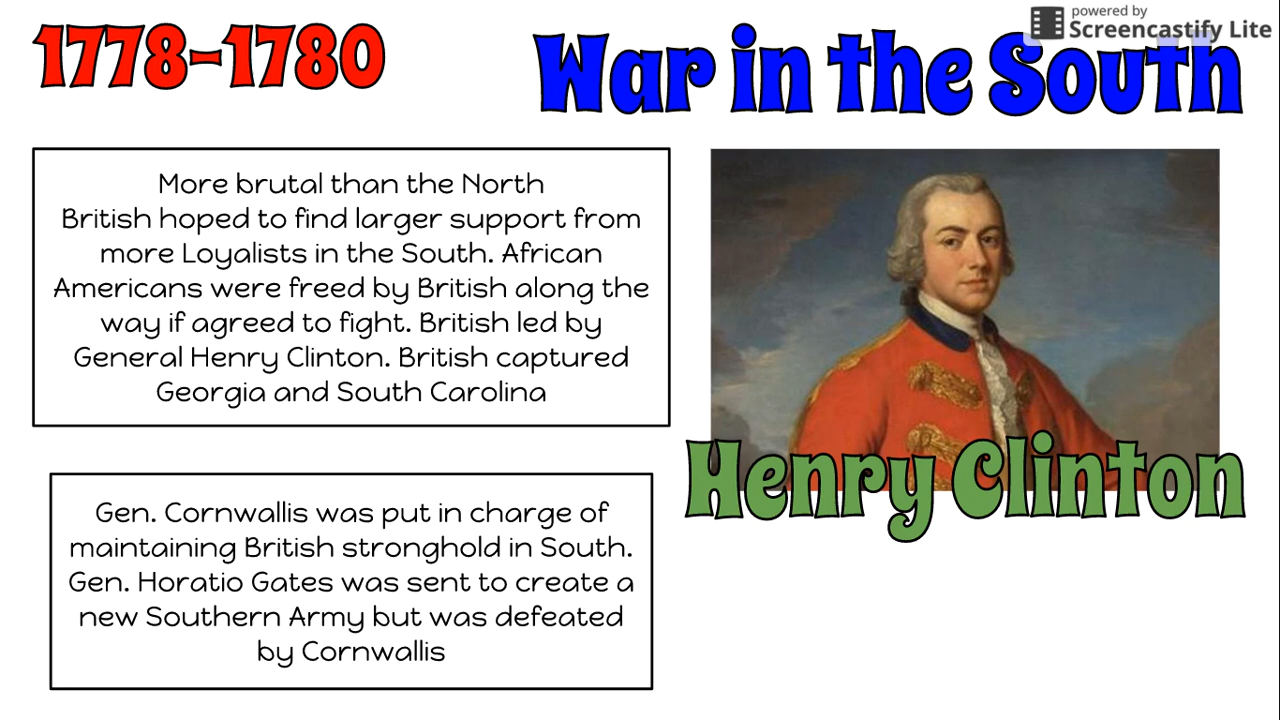 1778-1780
War in the South
powered by
Screencastify Lite
More brutal than the North
British hoped to find larger support from
more Loyalists in the South. African
Americans were freed by British along the
way if agreed to fight. British led by
General Henry Clinton. British captured
Georgia and South Carolina
Henry Clinton
Gen. Cornwallis was put in charge of
maintaining British stronghold in South.
Gen. Horatio Gates was sent to create a
new Southern Army but was defeated
by Cornwallis